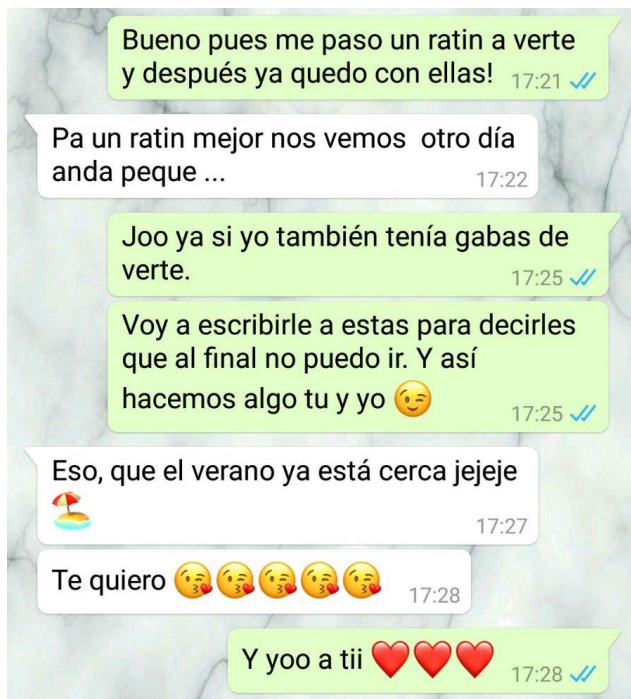 Bueno pues me paso un ratin a verte
y después ya quedo con ellas! 17:21
Pa un ratin mejor nos vemos otro día
anda peque ... 17:22
Joo ya si yo también tenía gabas de
verte. 17:25
Voy a escribirle a estas para decirles
que al final no puedo ir. Y así
hacemos algo tu y yo 😉 17:25
Eso, que el verano ya está cerca jejeje
🏖️ 17:27
Te quiero 😘😘😘😘😘 17:28
Y yoo a tii ❤️❤️❤️ 17:28